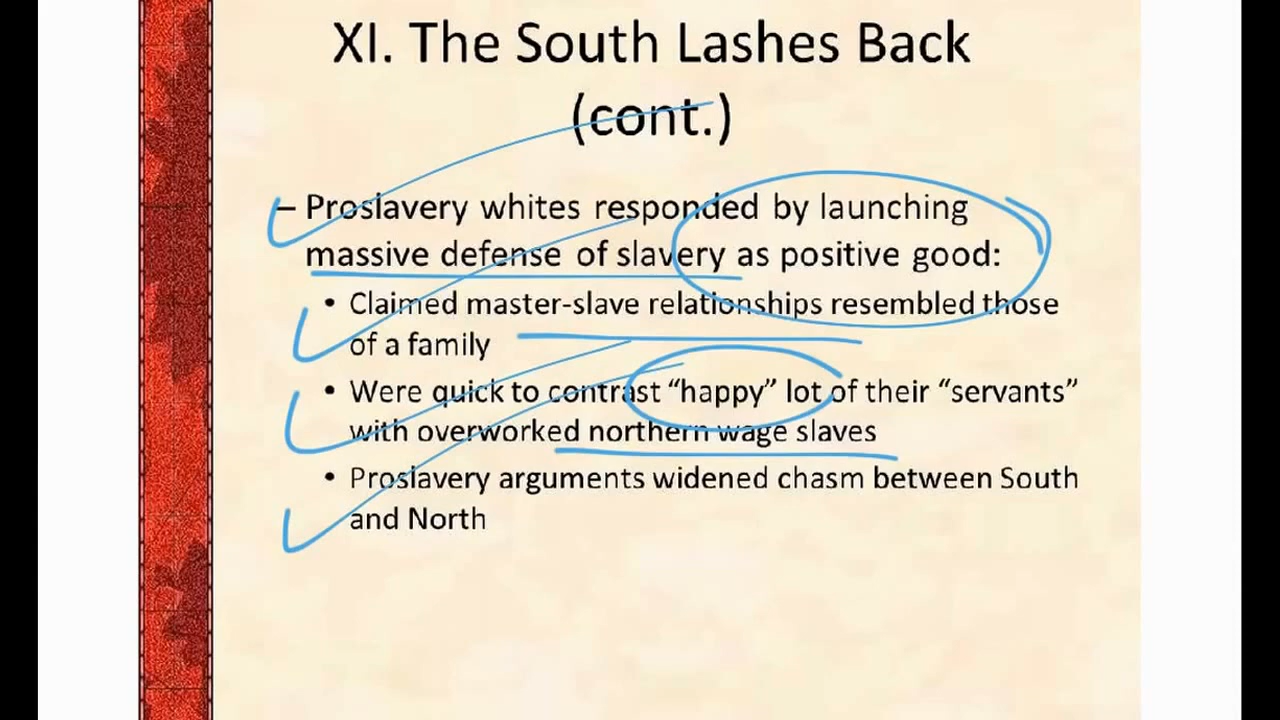 XI. The South Lashes Back
(cont.)
– Proslavery whites responded by launching
massive defense of slavery as positive good:
• Claimed master-slave relationships resembled those
of a family
• Were quick to contrast “happy” lot of their “servants”
with overworked northern wage slaves
• Proslavery arguments widened chasm between South
and North